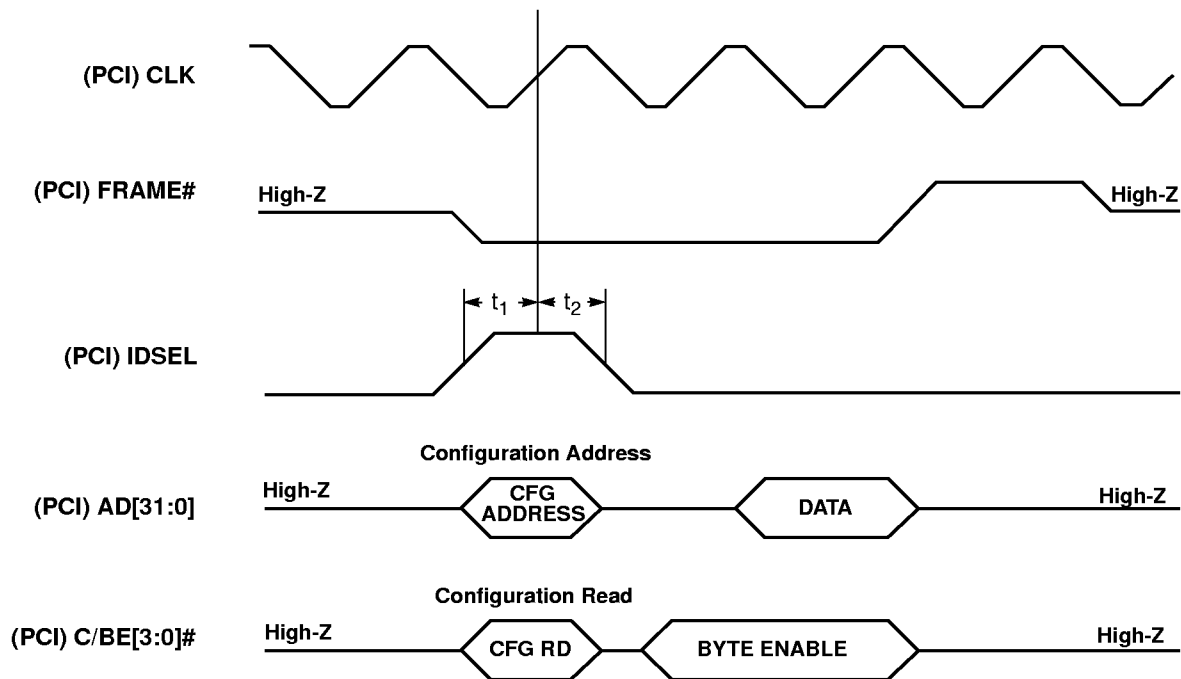 (PCI) CLK
(PCI) FRAME#
High-Z
High-Z
t1
t2
(PCI) IDSEL
Configuration Address
(PCI) AD[31:0]
High-Z
CFG
ADDRESS
DATA
High-Z
Configuration Read
(PCI) C/BE[3:0]#
High-Z
CFG RD
BYTE ENABLE
High-Z